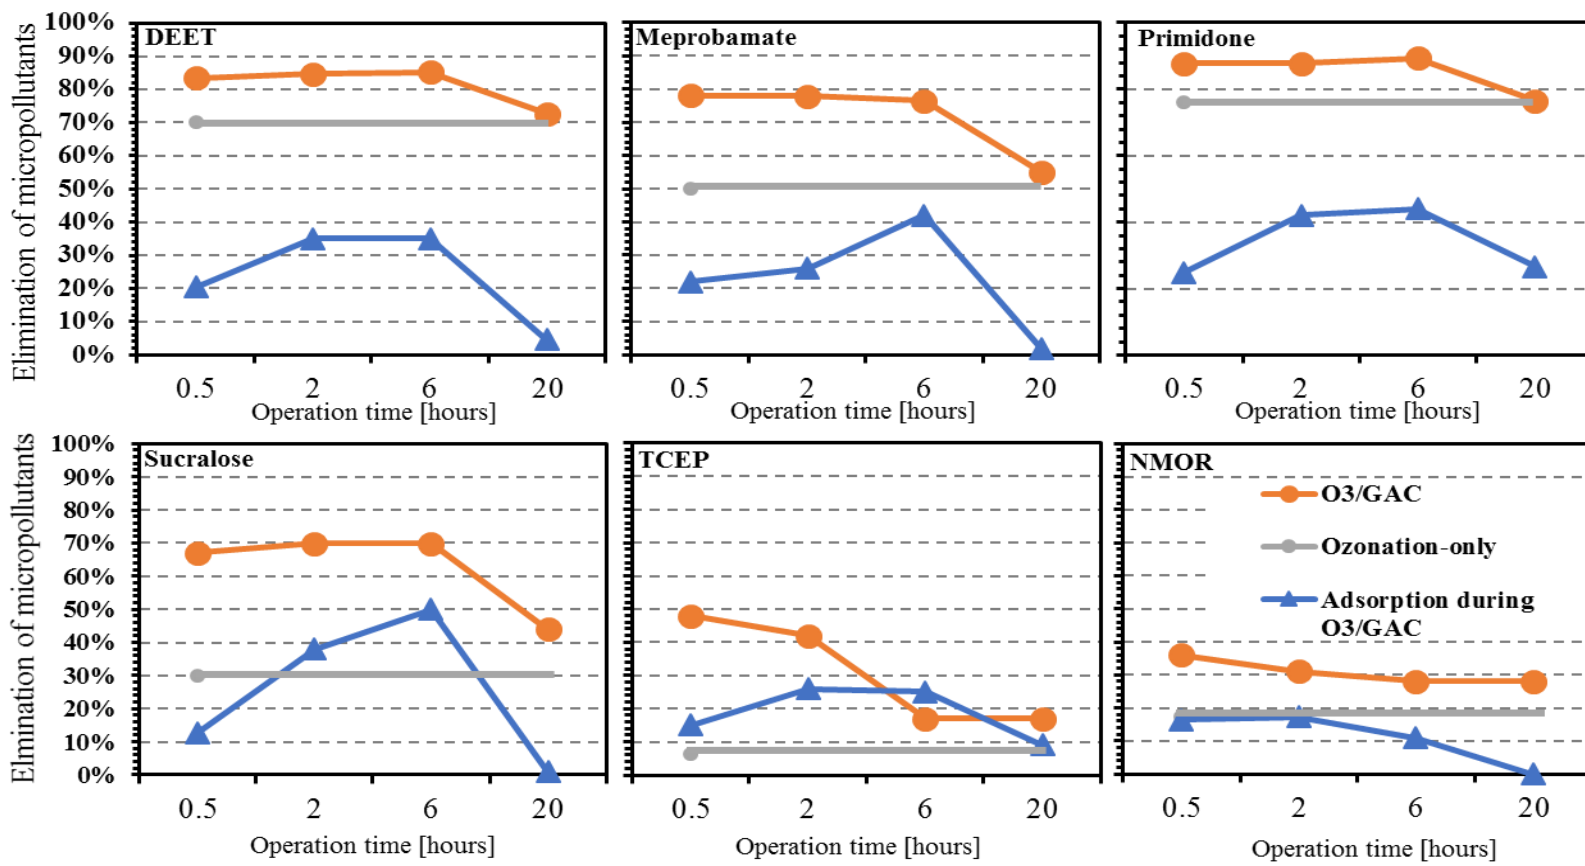 Elimination of micropollutants
100%
90%
80%
70%
60%
50%
40%
30%
20%
10%
0%
DEET
0.5 2 6 20
Operation time [hours]
Meprobamate
0.5 2 6 20
Operation time [hours]
Primidone
0.5 2 6 20
Operation time [hours]
Elmination of micropollutants
100%
90%
80%
70%
60%
50%
40%
30%
20%
10%
0%
Sucralose
0.5 2 6 20
Operation time [hours]
TCEP
0.5 2 6 20
Operation time [hours]
NMOR
O3/GAC
Ozonation-only
Adsorption during
O3/GAC
0.5 2 6 20
Operation time [hours]